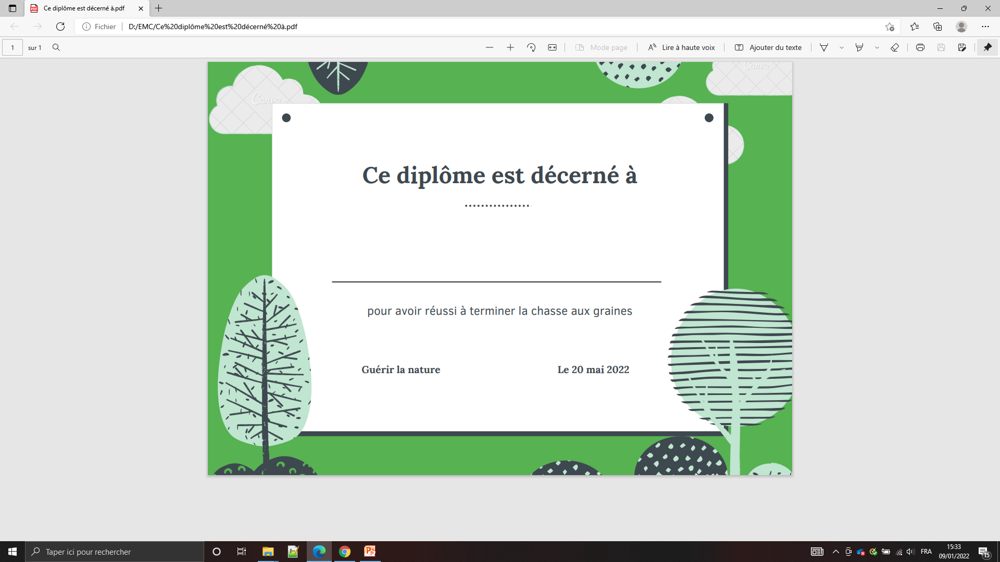 Ce diplôme est décerné à.pdf
Fichier
D:/EMC/Ce%20diplôme%20est%20décerné%20à.pdf
1
sur 1
Mode page
Lire à haute voix
Ajouter du texte
Canva
Canva
Ce diplôme est décerné à
pour avoir réussi à terminer la chasse aux graines
Guérir la nature
Le 20 mai 2022
Taper ici pour rechercher
FRA
15:33
09/01/2022
15